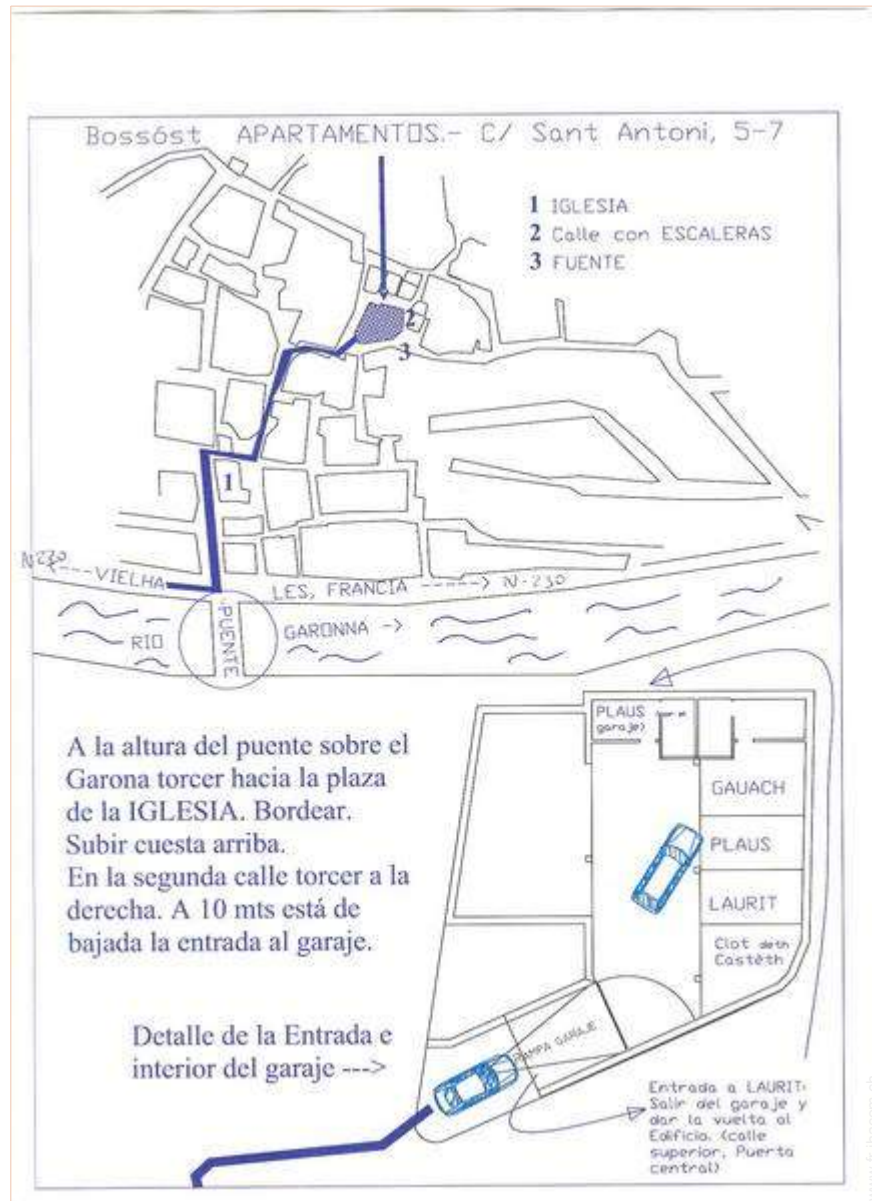 Bossóst APARTAMENTOS.- C/ Sant Antoni, 5-7
1 IGLESIA
2 Calle con ESCALERAS
3 FUENTE
2
3
1
N-230
<---- VIELHA
LES, FRANCIA -----> N-230
RIO
PUENTE
GARONNA ->
A la altura del puente sobre el
Garona torcer hacia la plaza
de la IGLESIA. Bordear.
Subir cuesta arriba.
En la segunda calle torcer a la
derecha. A 10 mts está de
bajada la entrada al garaje.
PLAUS
garaje)
GAUACH
PLAUS
LAURIT
Clot deth
Castèth
RAMPA GARAJE
Detalle de la Entrada e
interior del garaje --->
Entrada a LAURIT:
Salir del garaje y
dar la vuelta al
Edificio. (calle
superior, Puerta
central)